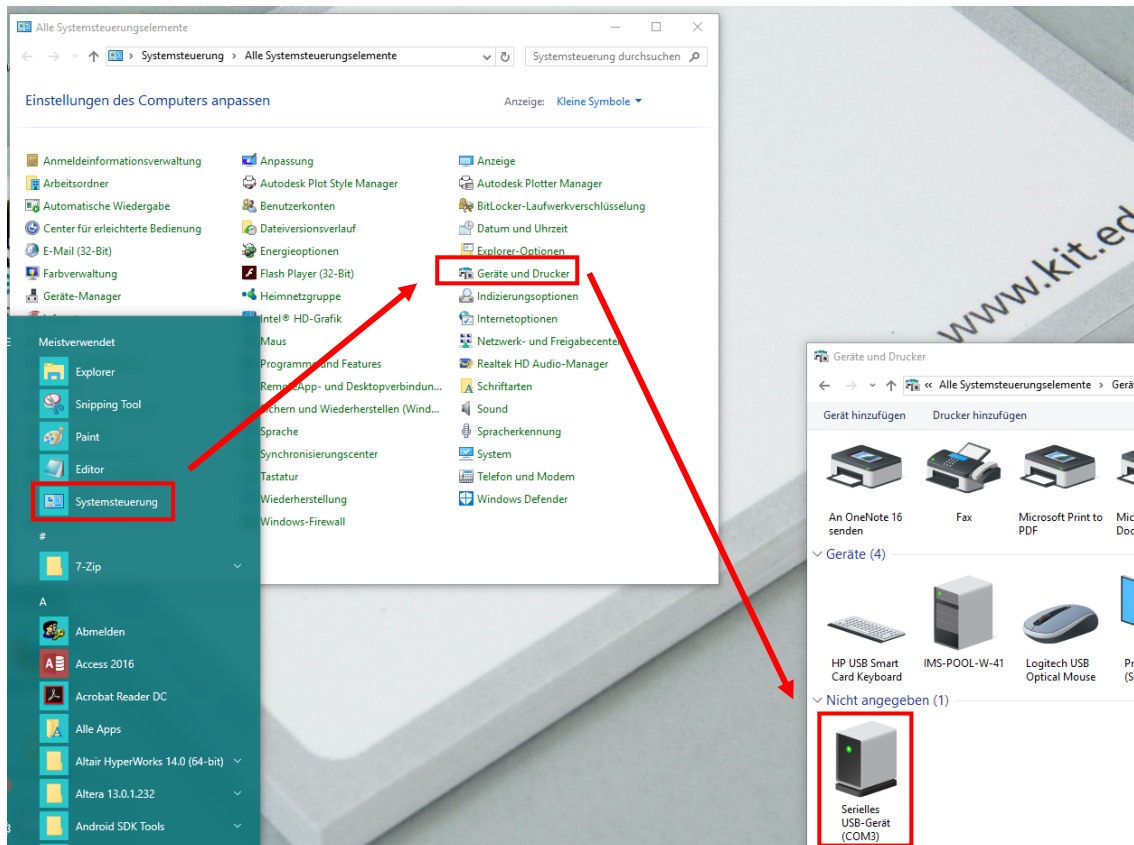 Alle Systemsteuerungselemente
Systemsteuerung › Alle Systemsteuerungselemente
Systemsteuerung durchsuchen
Einstellungen des Computers anpassen
Anzeige: Kleine Symbole
Anmeldeinformationsverwaltung
Anpassung
Anzeige
Arbeitsordner
Autodesk Plot Style Manager
Autodesk Plotter Manager
Automatische Wiedergabe
Benutzerkonten
BitLocker-Laufwerkverschlüsselung
Center für erleichterte Bedienung
Dateiversionsverlauf
Datum und Uhrzeit
E-Mail (32-Bit)
Energieoptionen
Explorer-Optionen
Farbverwaltung
Flash Player (32-Bit)
Geräte und Drucker
Geräte-Manager
Heimnetzgruppe
Indizierungsoptionen
Intel® HD-Grafik
Internetoptionen
Maus
Netzwerk- und Freigabecenter
Programme und Features
Realtek HD Audio-Manager
RemoteApp- und Desktopverbindun...
Schriftarten
Sichern und Wiederherstellen (Wind...
Sound
Sprache
Spracherkennung
Synchronisierungscenter
System
Tastatur
Telefon und Modem
Wiederherstellung
Windows Defender
Windows-Firewall
Meistverwendet
Explorer
Snipping Tool
Paint
Editor
Systemsteuerung
#
7-Zip
A
Abmelden
Access 2016
Acrobat Reader DC
Alle Apps
Altair HyperWorks 14.0 (64-bit)
Altera 13.0.1.232
Android SDK Tools
www.kit.ed
Geräte und Drucker
« Alle Systemsteuerungselemente › Gerä
Gerät hinzufügen
Drucker hinzufügen
An OneNote 16
senden
Fax
Microsoft Print to
PDF
Mic
Doc
Geräte (4)
HP USB Smart
Card Keyboard
IMS-POOL-W-41
Logitech USB
Optical Mouse
Pr
(S
Nicht angegeben (1)
Serielles
USB-Gerät
(COM3)